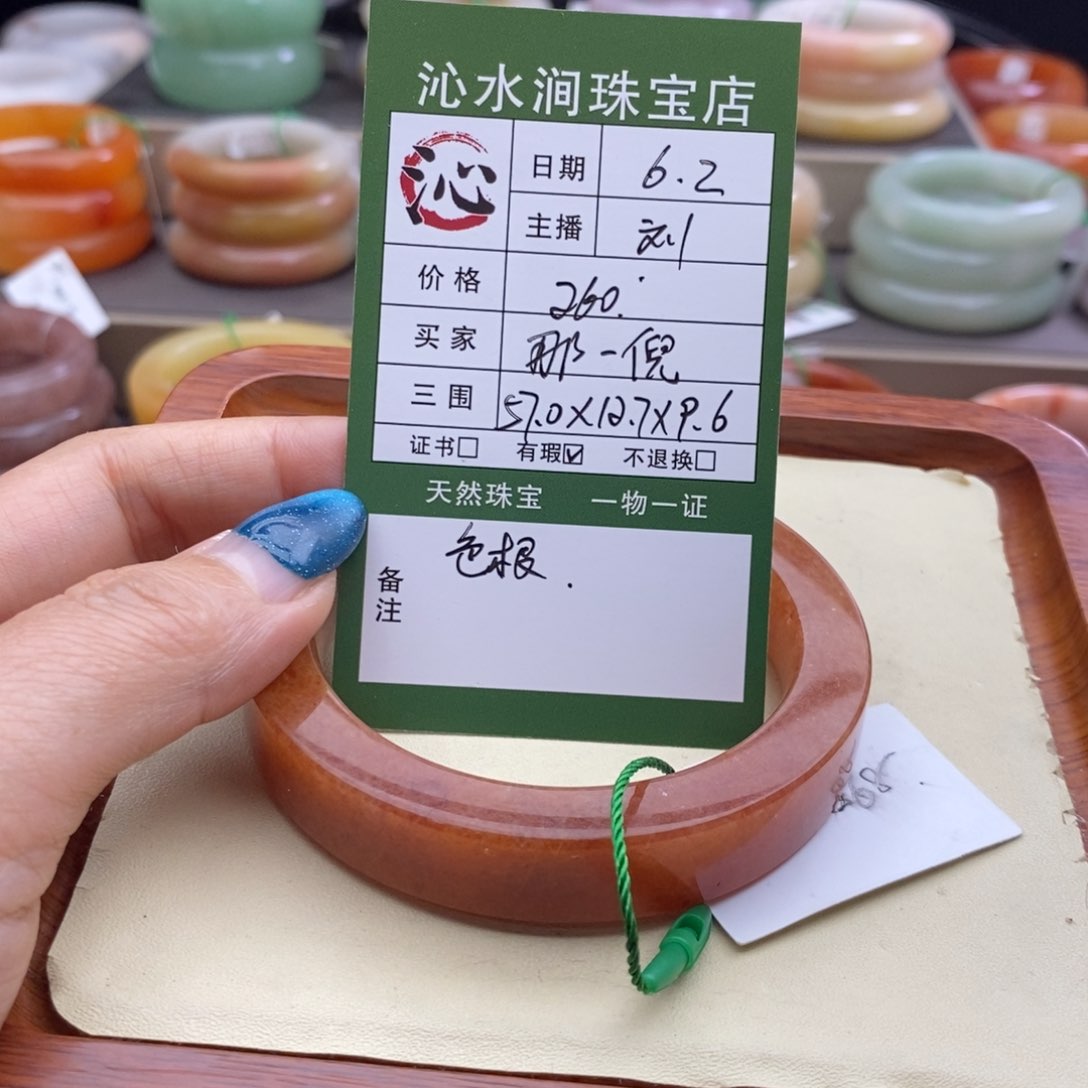 沁水涧珠宝店
沁
日期 6.2
主播 刘
价格 260.
买家 那一倪
三围 57.0X12.7X9.6
证书☐ 有瑕☑ 不退换☐
天然珠宝 一物一证
备注 色根.